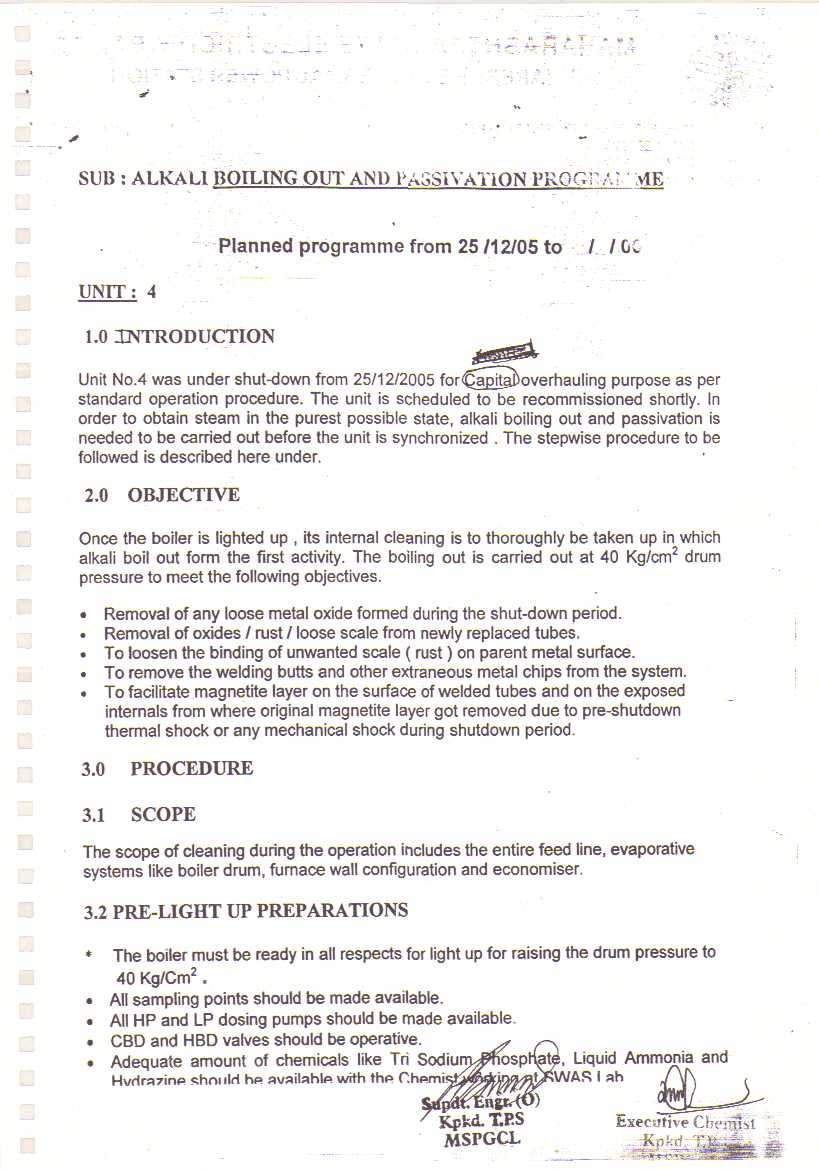 SUB : ALKALI BOILING OUT AND PASSIVATION PROGRAMME
Planned programme from 25 /12/05 to / / 06
UNIT : 4
1.0 INTRODUCTION
Unit No.4 was under shut-down from 25/12/2005 for Capital overhauling purpose as per
standard operation procedure. The unit is scheduled to be recommissioned shortly. In
order to obtain steam in the purest possible state, alkali boiling out and passivation is
needed to be carried out before the unit is synchronized . The stepwise procedure to be
followed is described here under.
2.0 OBJECTIVE
Once the boiler is lighted up , its internal cleaning is to thoroughly be taken up in which
alkali boil out form the first activity. The boiling out is carried out at 40 Kg/cm² drum
pressure to meet the following objectives.
• Removal of any loose metal oxide formed during the shut-down period.
• Removal of oxides / rust / loose scale from newly replaced tubes.
• To loosen the binding of unwanted scale ( rust ) on parent metal surface.
• To remove the welding butts and other extraneous metal chips from the system.
• To facilitate magnetite layer on the surface of welded tubes and on the exposed
internals from where original magnetite layer got removed due to pre-shutdown
thermal shock or any mechanical shock during shutdown period.
3.0 PROCEDURE
3.1 SCOPE
The scope of cleaning during the operation includes the entire feed line, evaporative
systems like boiler drum, furnace wall configuration and economiser.
3.2 PRE-LIGHT UP PREPARATIONS
* The boiler must be ready in all respects for light up for raising the drum pressure to
40 Kg/Cm² .
• All sampling points should be made available.
• All HP and LP dosing pumps should be made available.
• CBD and HBD valves should be operative.
• Adequate amount of chemicals like Tri Sodium Phosphate, Liquid Ammonia and
Hydrazine should be available with the Chemist working at SWAS Lab
Supdt. Engr. (O)
Kpkd. T.P.S
MSPGCL
Executive Chemist
Kpkd. T.P.